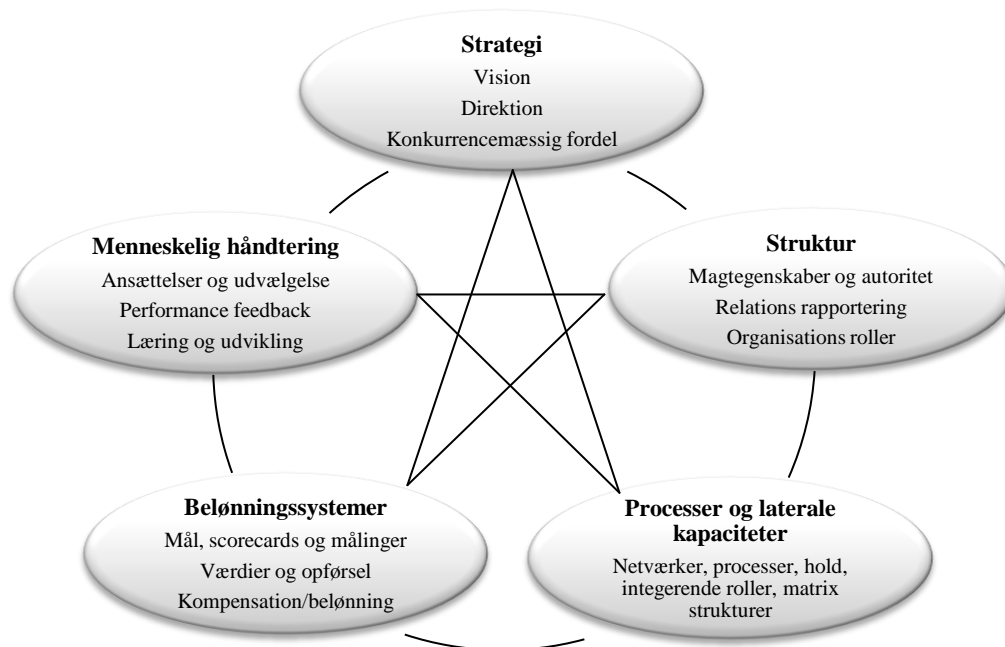 Strategi
Vision
Direktion
Konkurrencemæssig fordel
Menneskelig håndtering
Ansættelser og udvælgelse
Performance feedback
Læring og udvikling
Struktur
Magtegenskaber og autoritet
Relations rapportering
Organisations roller
Belønningssystemer
Mål, scorecards og målinger
Værdier og opførsel
Kompensation/belønning
Processer og laterale
kapaciteter
Netværker, processer, hold,
integerende roller, matrix
strukturer